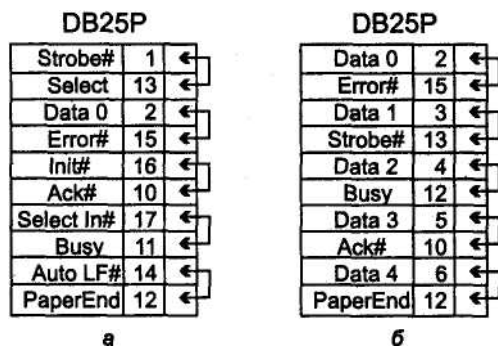 DB25P
Strobe# 1
Select 13
Data 0 2
Error# 15
Init# 16
Ack# 10
Select In# 17
Busy 11
Auto LF# 14
PaperEnd 12
а
DB25P
Data 0 2
Error# 15
Data 1 3
Strobe# 13
Data 2 4
Busy 12
Data 3 5
Ack# 10
Data 4 6
PaperEnd 12
б